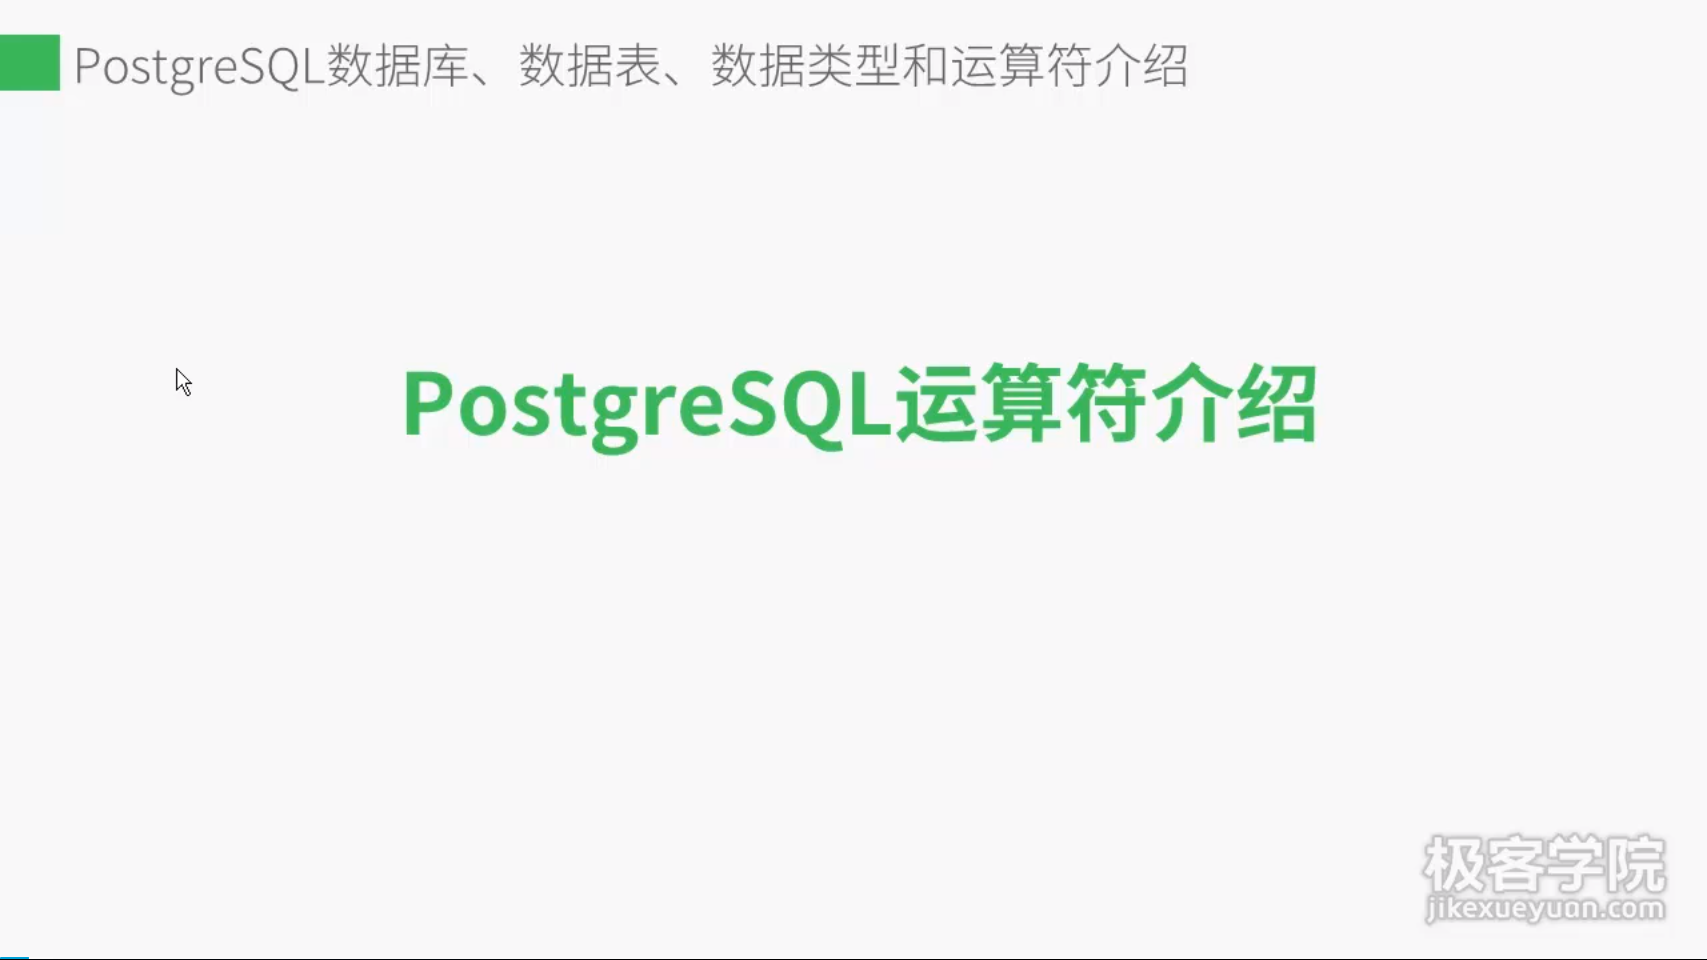 PostgreSQL数据库、数据表、数据类型和运算符介绍
PostgreSQL运算符介绍
极客学院
jikexueyuan.com